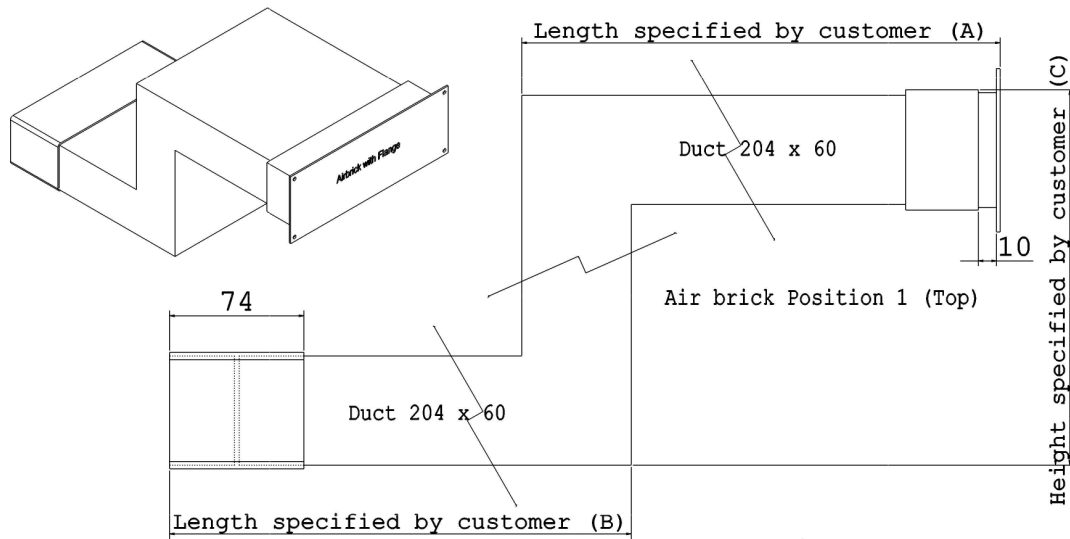 Length specified by customer (A)
Airbrick with Flange
Duct 204 x 60
Height specified by customer (C)
10
Air brick Position 1 (Top)
74
Duct 204 x 60
Length specified by customer (B)